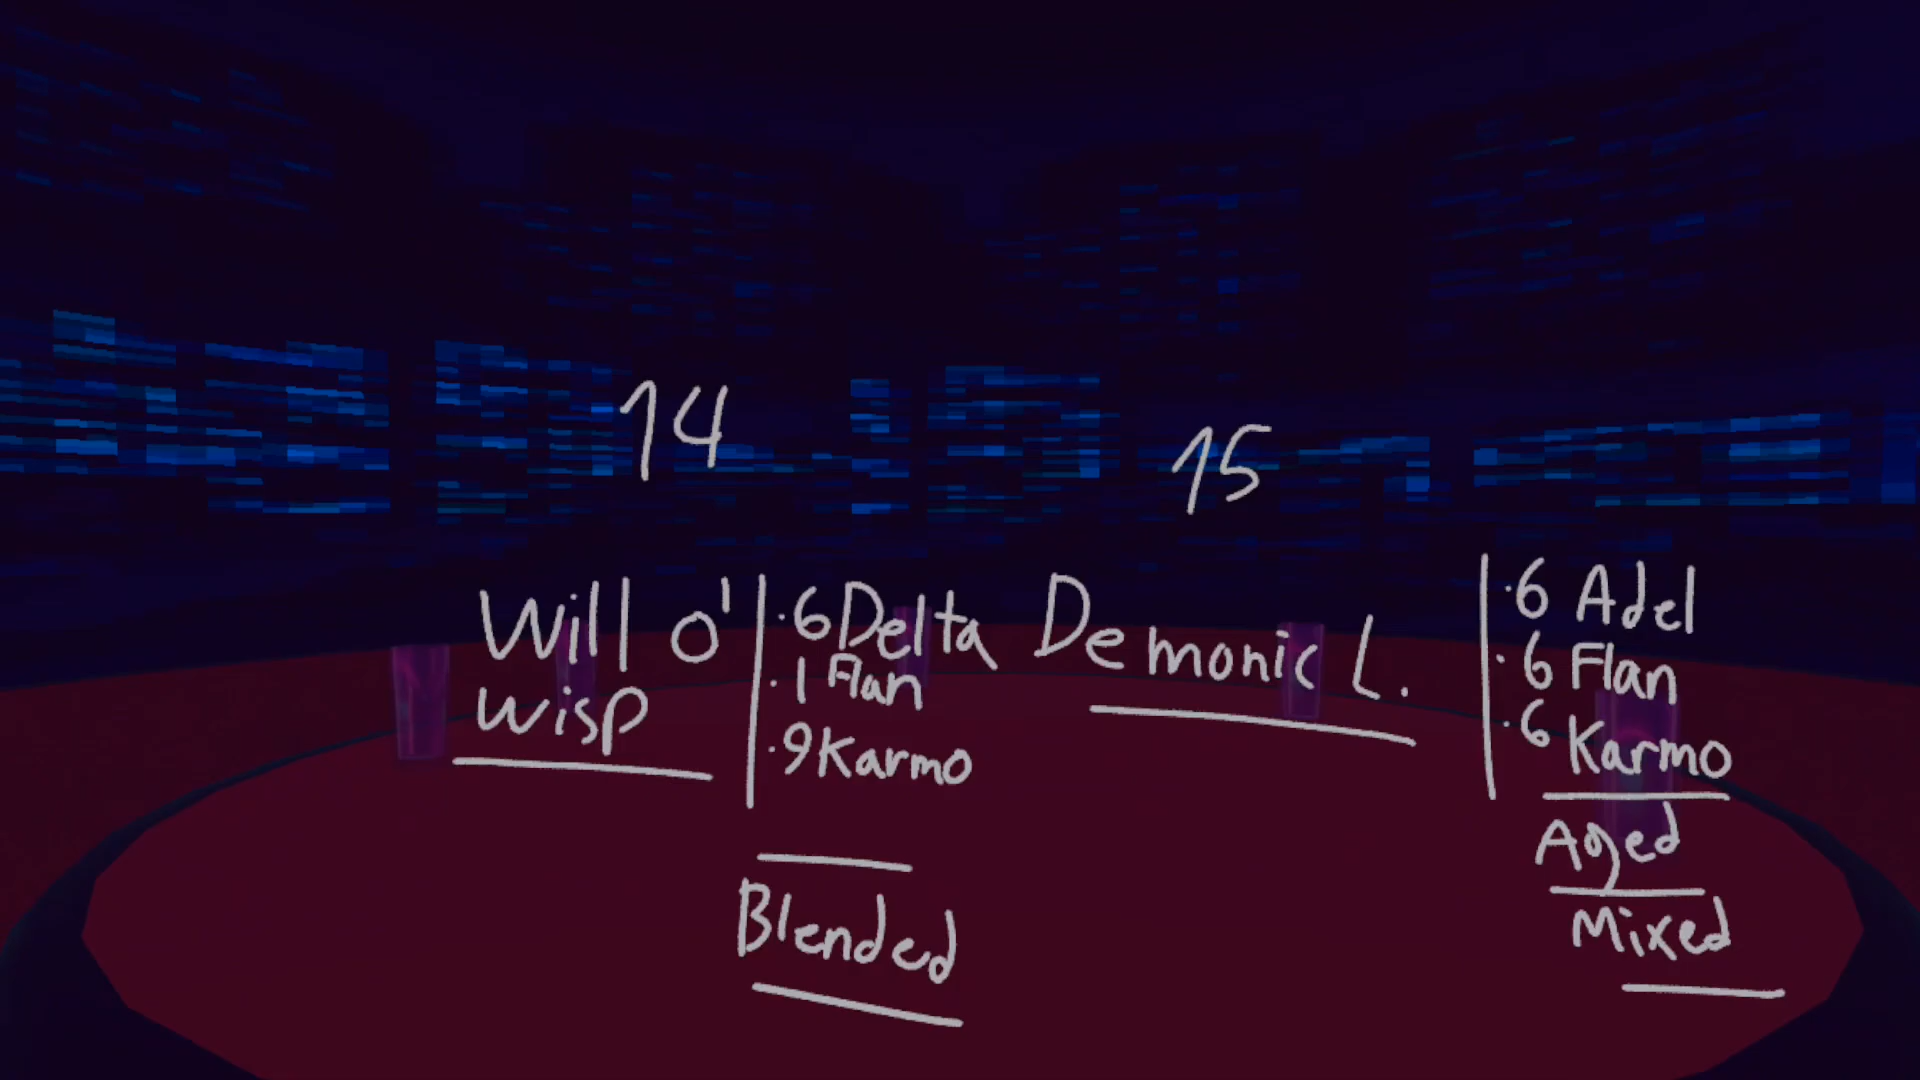 14
Will o'
Wisp
.6 Delta
.1 Flan
.9 Karmo
Blended
15
Demonic L.
.6 Adel
.6 Flan
.6 Karmo
Aged
Mixed